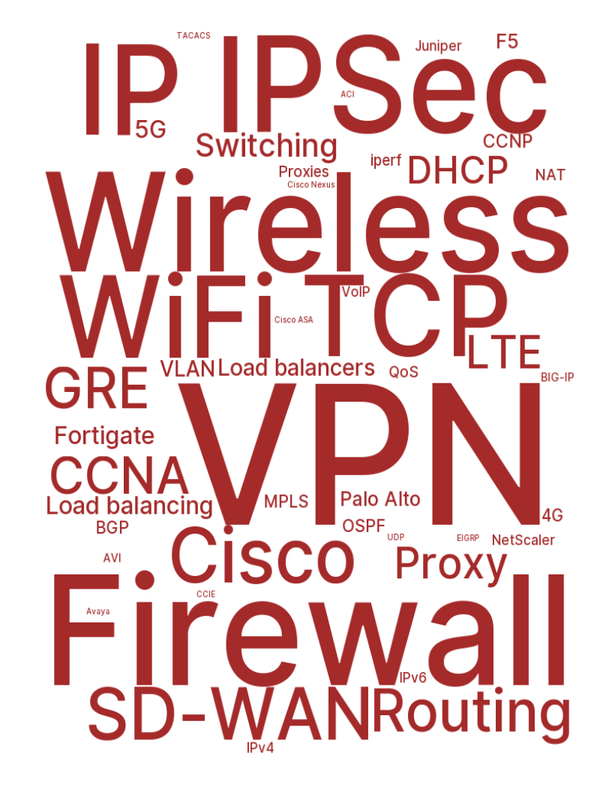 TACACS
IP IPSec
Juniper
F5
ACI
5G
Switching
CCNP
Proxies
iperf
DHCP
NAT
Cisco Nexus
Wireless
WiFi TCP
VoIP
Cisco ASA
LTE
VLAN
Load balancers
QoS
BIG-IP
GRE
VPN
Fortigate
CCNA
Load balancing
MPLS
Palo Alto
4G
BGP
OSPF
Cisco
UDP
EIGRP
NetScaler
AVI
Proxy
CCIE
Avaya
Firewall
IPv6
SD-WAN
Routing
IPv4